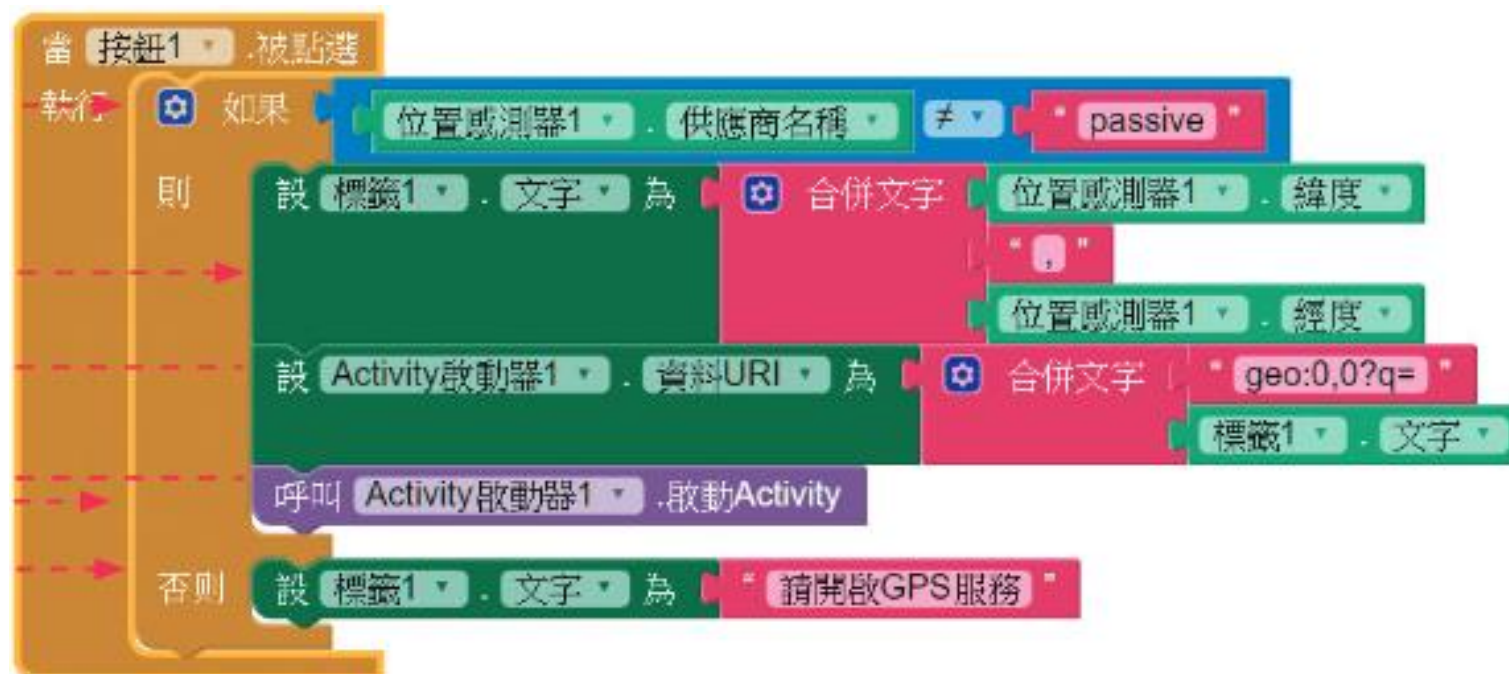 當 按鈕1 .被點選
執行 如果 位置感測器1 . 供應商名稱 ≠ " passive "
則 設 標籤1 . 文字 為 合併文字 位置感測器1 . 緯度
" , "
位置感測器1 . 經度
設 Activity啟動器1 . 資料URI 為 合併文字 " geo:0,0?q= "
標籤1 . 文字
呼叫 Activity啟動器1 .啟動Activity
否則 設 標籤1 . 文字 為 " 請開啟GPS服務 "